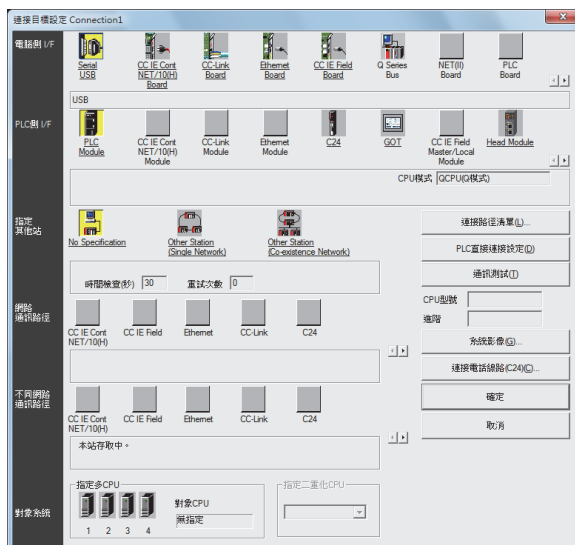 連接目標設定 Connection1
電腦側 I/F
Serial
USB
CC IE Cont
NET/10(H)
Board
CC-Link
Board
Ethernet
Board
CC IE Field
Board
Q Series
Bus
NET(II)
Board
PLC
Board
USB
PLC側 I/F
PLC
Module
CC IE Cont
NET/10(H)
Module
CC-Link
Module
Ethernet
Module
C24
GOT
CC IE Field
Master/Local
Module
Head Module
CPU模式 QCPU(Q模式)
指定
其他站
No Specification
Other Station
(Single Network)
Other Station
(Co-existence Network)
時間檢查(秒) 30 重試次數 0
網路
通訊路徑
CC IE Cont
NET/10(H)
CC IE Field
Ethernet
CC-Link
C24
不同網路
通訊路徑
CC IE Cont
NET/10(H)
CC IE Field
Ethernet
CC-Link
C24
本站存取中。
對象系統
指定多CPU
1 2 3 4
對象CPU
無指定
指定二重化CPU
連接路徑清單(L)...
PLC直接連接設定(D)
通訊測試(T)
CPU型號
進階
系統影像(G)...
連接電話線路(C24)(C)...
確定
取消